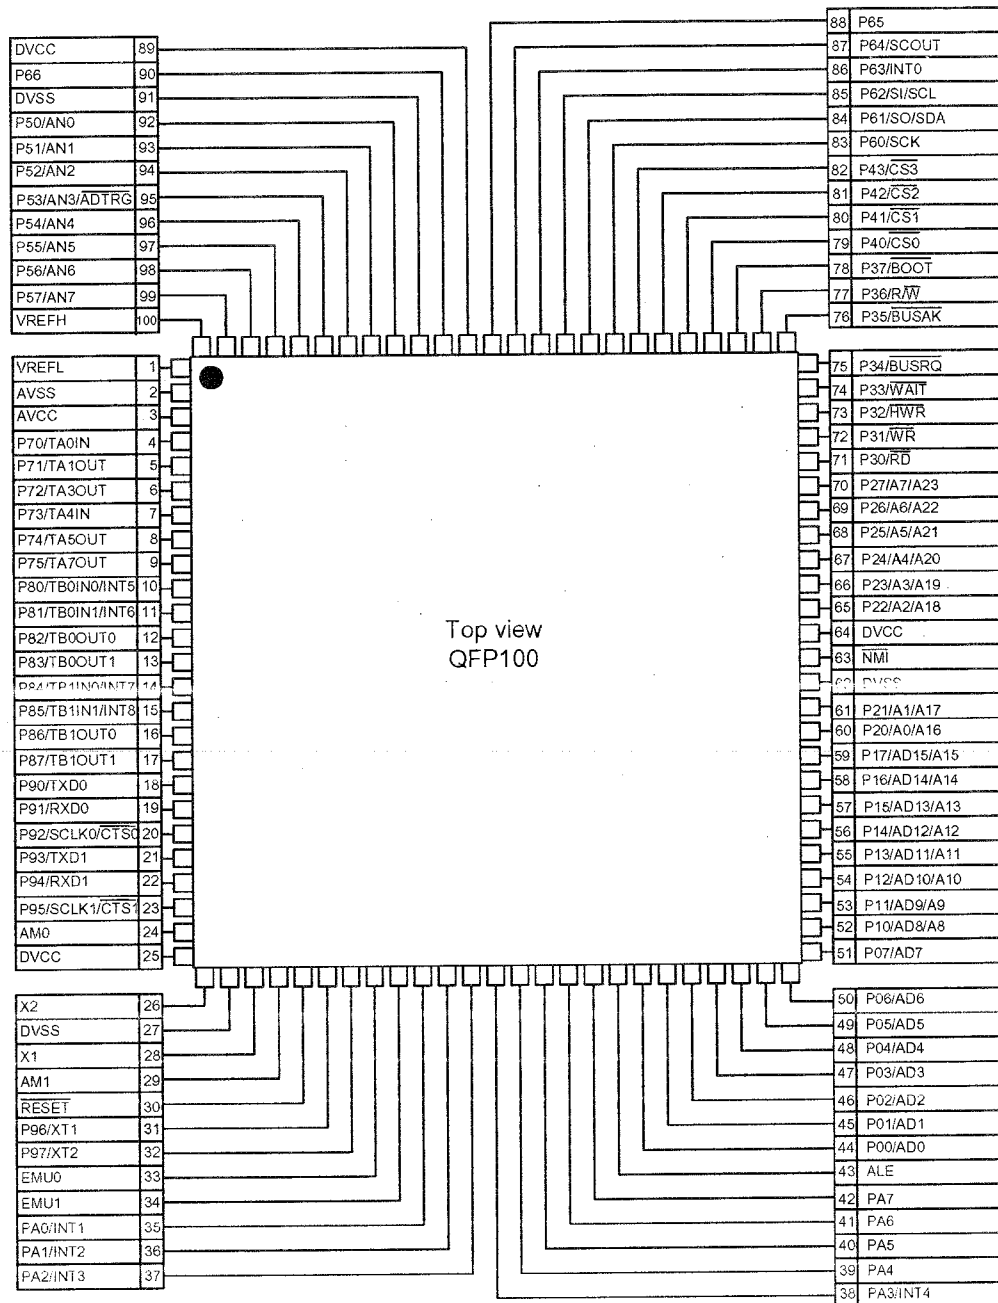 DVCC 89
P66 90
DVSS 91
P50/AN0 92
P51/AN1 93
P52/AN2 94
P53/AN3/ADTRG 95
P54/AN4 96
P55/AN5 97
P56/AN6 98
P57/AN7 99
VREFH 100
88 P65
87 P64/SCOUT
86 P63/INT0
85 P62/SI/SCL
84 P61/SO/SDA
83 P60/SCK
82 P43/CS3
81 P42/CS2
80 P41/CS1
79 P40/CS0
78 P37/BOOT
77 P36/R/W
76 P35/BUSAK
VREFL 1
AVSS 2
AVCC 3
P70/TA0IN 4
P71/TA1OUT 5
P72/TA3OUT 6
P73/TA4IN 7
P74/TA5OUT 8
P75/TA7OUT 9
P80/TB0IN0/INT5 10
P81/TB0IN1/INT6 11
P82/TB0OUT0 12
P83/TB0OUT1 13
P84/TB1IN0/INT7 14
P85/TB1IN1/INT8 15
P86/TB1OUT0 16
P87/TB1OUT1 17
P90/TXD0 18
P91/RXD0 19
P92/SCLK0/CTS0 20
P93/TXD1 21
P94/RXD1 22
P95/SCLK1/CTS1 23
AM0 24
DVCC 25
Top view
QFP100
75 P34/BUSRQ
74 P33/WAIT
73 P32/HWR
72 P31/WR
71 P30/RD
70 P27/A7/A23
69 P26/A6/A22
68 P25/A5/A21
67 P24/A4/A20
66 P23/A3/A19
65 P22/A2/A18
64 DVCC
63 NMI
62 DVSS
61 P21/A1/A17
60 P20/A0/A16
59 P17/AD15/A15
58 P16/AD14/A14
57 P15/AD13/A13
56 P14/AD12/A12
55 P13/AD11/A11
54 P12/AD10/A10
53 P11/AD9/A9
52 P10/AD8/A8
51 P07/AD7
X2 26
DVSS 27
X1 28
AM1 29
RESET 30
P96/XT1 31
P97/XT2 32
EMU0 33
EMU1 34
PA0/INT1 35
PA1/INT2 36
PA2/INT3 37
50 P06/AD6
49 P05/AD5
48 P04/AD4
47 P03/AD3
46 P02/AD2
45 P01/AD1
44 P00/AD0
43 ALE
42 PA7
41 PA6
40 PA5
39 PA4
38 PA3/INT4